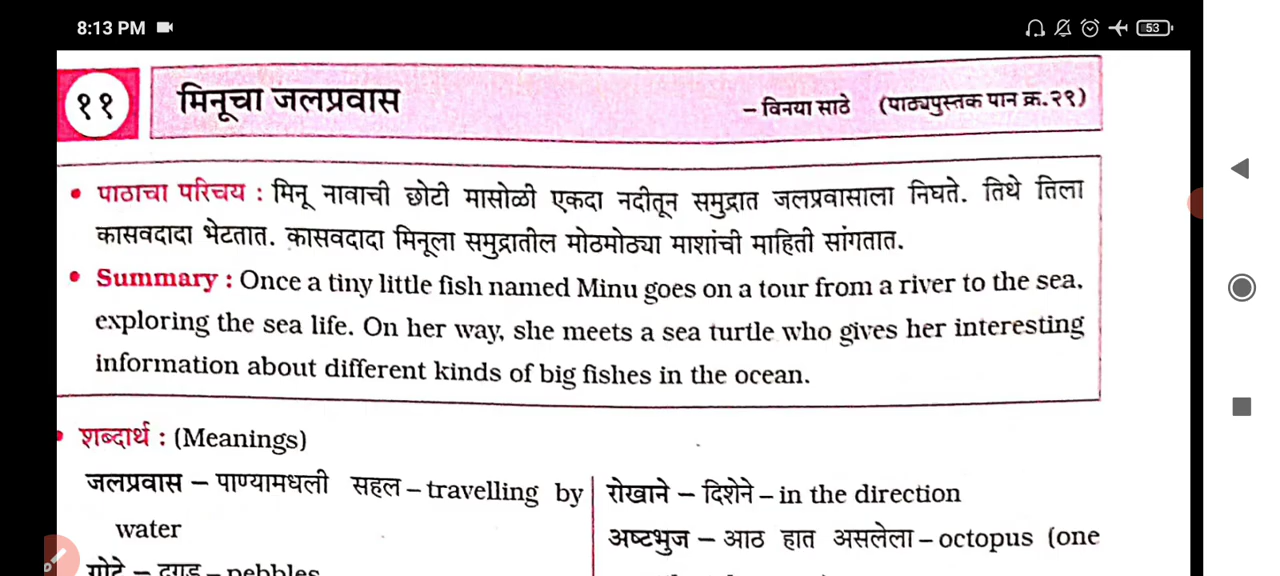 8:13 PM
53
११ मिनूचा जलप्रवास – विनया साठे (पाठ्यपुस्तक पान क्र.२९)
• पाठाचा परिचय : मिनू नावाची छोटी मासोळी एकदा नदीतून समुद्रात जलप्रवासाला निघते. तिथे तिला
कासवदादा भेटतात. कासवदादा मिनूला समुद्रातील मोठमोठ्या माशांची माहिती सांगतात.
• Summary : Once a tiny little fish named Minu goes on a tour from a river to the sea,
exploring the sea life. On her way, she meets a sea turtle who gives her interesting
information about different kinds of big fishes in the ocean.
• शब्दार्थ : (Meanings)
जलप्रवास – पाण्यामधली सहल – travelling by
water
गोटे – दगड – pebbles
रोखाने – दिशेने – in the direction
अष्टभुज – आठ हात असलेला – octopus (one